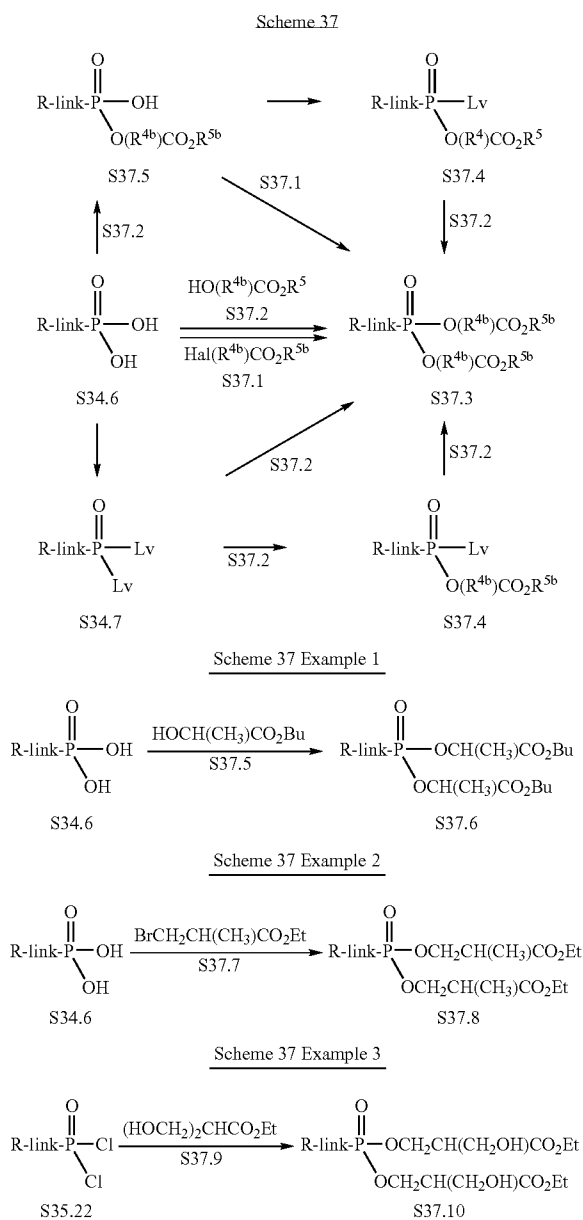 Scheme 37
O O
R-link-P-OH R-link-P-Lv
O(R4b)CO2R5b O(R4)CO2R5
S37.5 S37.1 S37.4
S37.2 S37.2
O HO(R4b)CO2R5 O
R-link-P-OH S37.2 R-link-P-O(R4b)CO2R5b
OH Hal(R4b)CO2R5b O(R4b)CO2R5b
S34.6 S37.1 S37.3
S37.2 S37.2
O O
R-link-P-Lv S37.2 R-link-P-Lv
Lv O(R4b)CO2R5b
S34.7 S37.4
Scheme 37 Example 1
O O
R-link-P-OH HOCH(CH3)CO2Bu R-link-P-OCH(CH3)CO2Bu
OH S37.5 OCH(CH3)CO2Bu
S34.6 S37.6
Scheme 37 Example 2
O O
R-link-P-OH BrCH2CH(CH3)CO2Et R-link-P-OCH2CH(CH3)CO2Et
OH S37.7 OCH2CH(CH3)CO2Et
S34.6 S37.8
Scheme 37 Example 3
O O
R-link-P-Cl (HOCH2)2CHCO2Et R-link-P-OCH2CH(CH2OH)CO2Et
Cl S37.9 OCH2CH(CH2OH)CO2Et
S35.22 S37.10